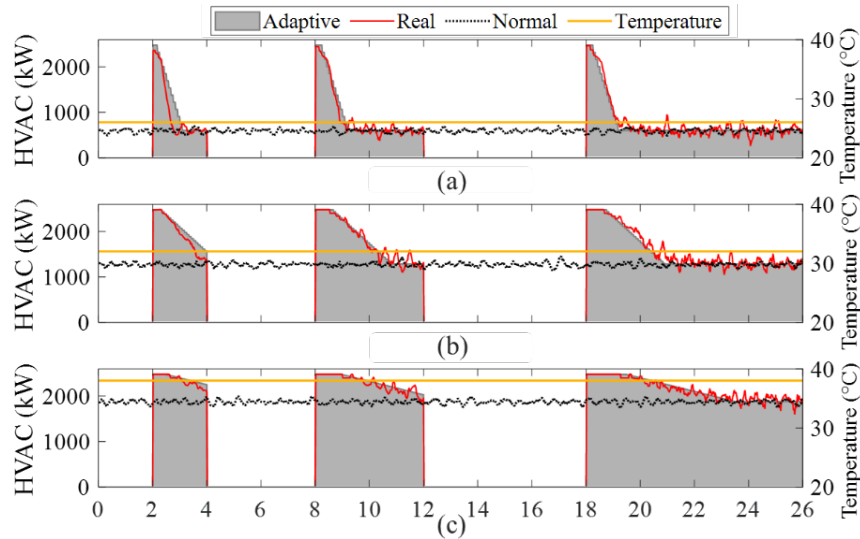 Adaptive Real Normal Temperature
HVAC (kW)
2000
1000
0
40
30
20
Temperature (°C)
(a)
HVAC (kW)
2000
1000
0
40
30
20
Temperature (°C)
(b)
HVAC (kW)
2000
1000
0
40
30
20
Temperature (°C)
0 2 4 6 8 10 12 14 16 18 20 22 24 26
(c)